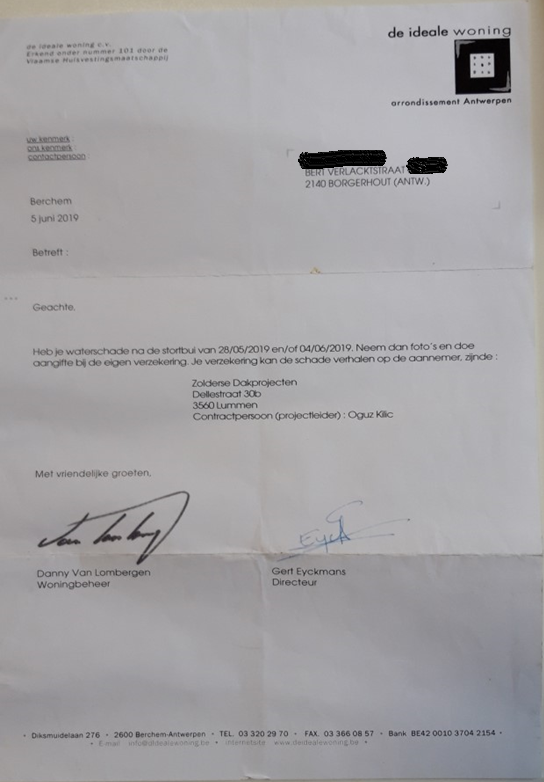 de ideale woning c.v.
Erkend onder nummer 101 door de
Vlaamse Huisvestingsmaatschappij
de ideale woning
arrondissement Antwerpen
uw kenmerk :
ons kenmerk :
contactpersoon :
BERT VERLACKTSTRAAT
2140 BORGERHOUT (ANTW.)
Berchem
5 juni 2019
Betreft :
Geachte,
Heb je waterschade na de stortbui van 28/05/2019 en/of 04/06/2019. Neem dan foto's en doe
aangifte bij de eigen verzekering. Je verzekering kan de schade verhalen op de aannemer, zijnde :
Zolderse Dakprojecten
Dellestraat 30b
3560 Lummen
Contractpersoon (projectleider) : Oguz Kilic
Met vriendelijke groeten,
Danny Van Lombergen
Woningbeheer
Eyck
Gert Eyckmans
Directeur
• Diksmuidelaan 276 • 2600 Berchem-Antwerpen • TEL. 03 320 29 70 • FAX. 03 366 08 57 • Bank BE42 0010 3704 2154 •
• E-mail info@deidealewoning.be • Internetsite www.deidealewoning.be •